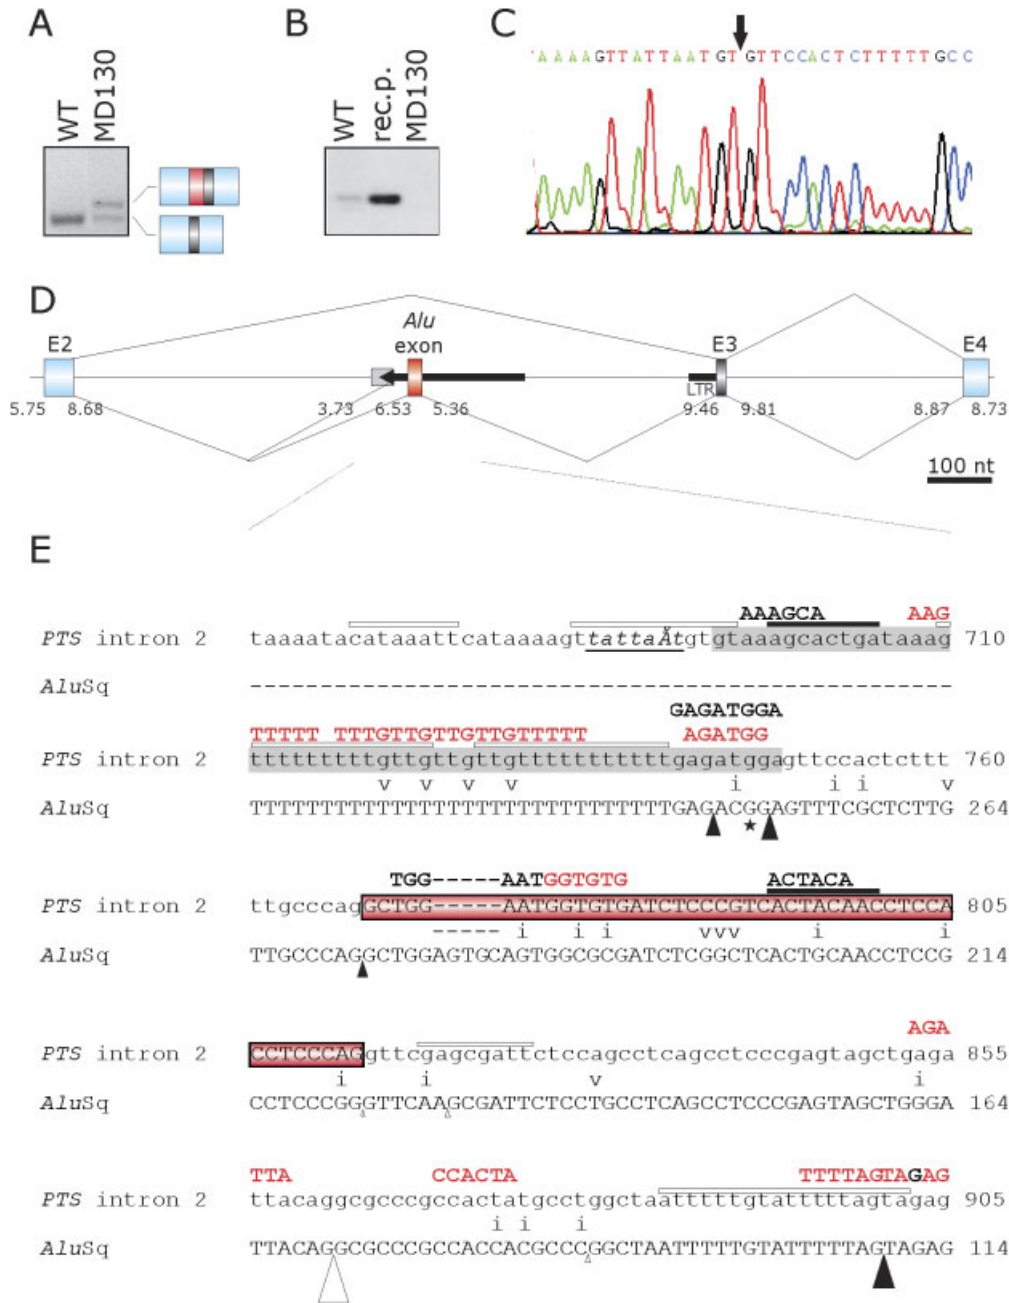 A
B
C
WT
MD130
WT
rec.p.
MD130
AAAAGTTATTAATGTGTTCCACTCTTTTTGCC
D
E2
Alu
exon
E3
E4
LTR
5.75 8.68 3.73 6.53 5.36 9.46 9.81 8.87 8.73
100 nt
E
AAAGCA AAG
PTS intron 2 taaaatacataaattcataaaagttattaAtgtgtaaagcactgataaag 710
AluSq --------------------------------------------------
GAGATGGA
TTTTT TTTGTTGTTGTTGTTTTT AGATGG
PTS intron 2 tttttttttgttgttgttgtttttttttttgagatggagttccactcttt 760
v v v v i i i v
AluSq TTTTTTTTTTTTTTTTTTTTTTTTTTTTTTGAGACGGAGTTTCGCTCTTG 264
TGG-----AATGGTGTG ACTACA
PTS intron 2 ttgcccagGCTGG-----AATGGTGTGATCTCCCGTCACTACAACCTCCA 805
----- i i i vvv i i
AluSq TTGCCCAGGCTGGAGTGCAGTGGCGCGATCTCGGCTCACTGCAACCTCCG 214
AGA
PTS intron 2 CCTCCCAGgttcgagcgattctccagcctcagcctcccgagtagctgaga 855
i i v i
AluSq CCTCCCGGGTTCAAGCGATTCTCCTGCCTCAGCCTCCCGAGTAGCTGGGA 164
TTA CCACTA TTTTAGTAGAG
PTS intron 2 ttacaggcgcccgccactatgcctggctaatttttgtatttttagtagag 905
i i i
AluSq TTACAGGCGCCCGCCACCACGCCCGGCTAATTTTTGTATTTTTAGTAGAG 114